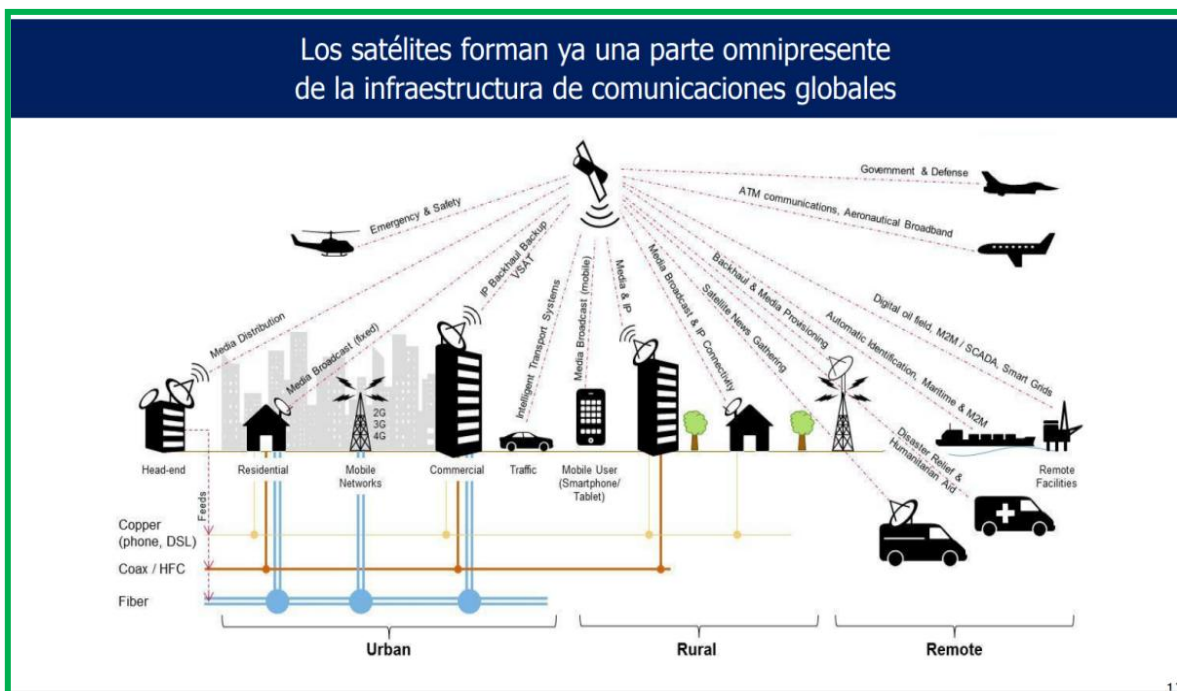 Los satélites forman ya una parte omnipresente
de la infraestructura de comunicaciones globales
Government & Defense
ATM communications, Aeronautical Broadband
Emergency & Safety
IP Backhaul Backup
VSAT
Media Distribution
Media Broadcast (fixed)
Intelligent Transport Systems
Media Broadcast (mobile)
Media & IP
Media Broadcast & IP Connectivity
Satellite News Gathering
Backhaul & Media Provisioning
Automatic Identification, Maritime & M2M
Digital oil field, M2M / SCADA, Smart Grids
Disaster Relief &
Humanitarian Aid
2G
3G
4G
Head-end
Residential
Mobile
Networks
Commercial
Traffic
Mobile User
(Smartphone/
Tablet)
Remote
Facilities
Feeds
Copper
(phone, DSL)
Coax / HFC
Fiber
Urban
Rural
Remote